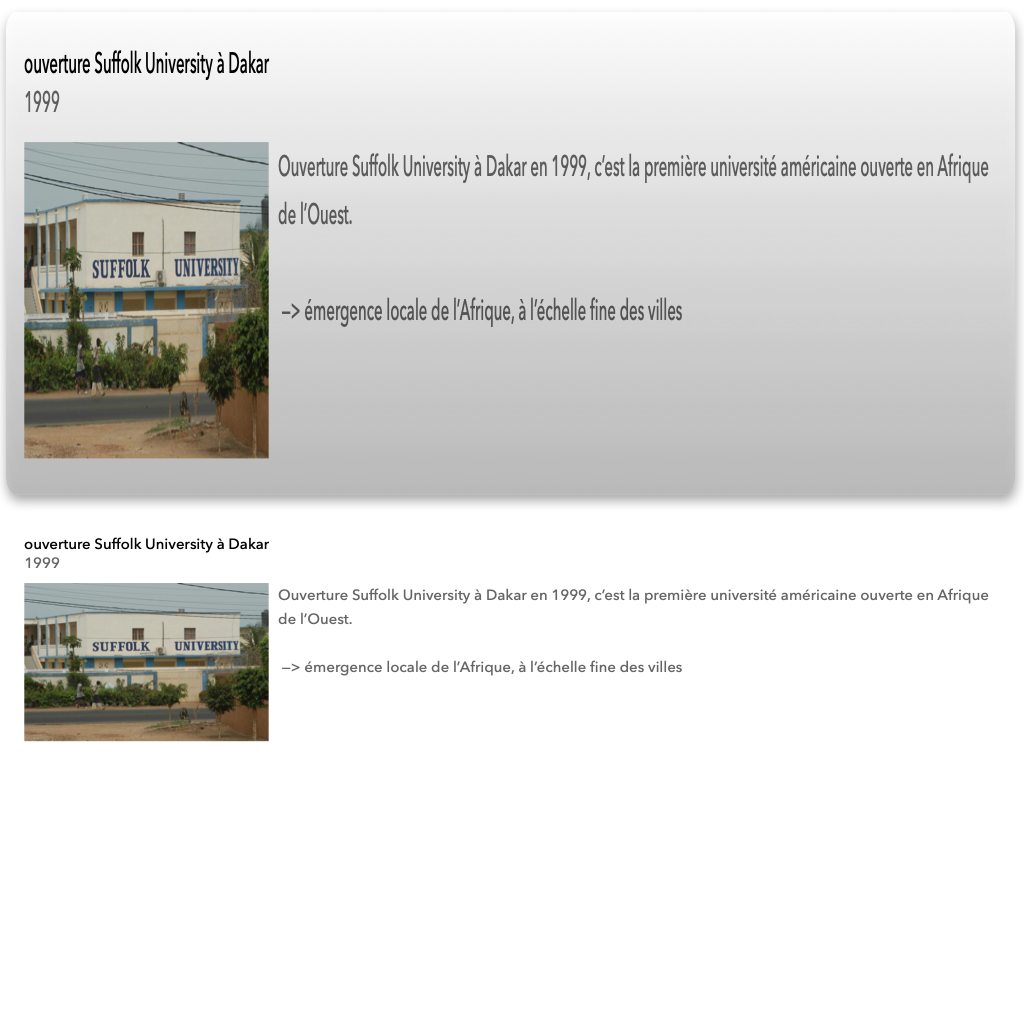 ouverture Suffolk University à Dakar
1999
SUFFOLK UNIVERSITY
Ouverture Suffolk University à Dakar en 1999, c’est la première université américaine ouverte en Afrique
de l’Ouest.
–> émergence locale de l’Afrique, à l’échelle fine des villes
ouverture Suffolk University à Dakar
1999
SUFFOLK UNIVERSITY
Ouverture Suffolk University à Dakar en 1999, c’est la première université américaine ouverte en Afrique
de l’Ouest.
–> émergence locale de l’Afrique, à l’échelle fine des villes